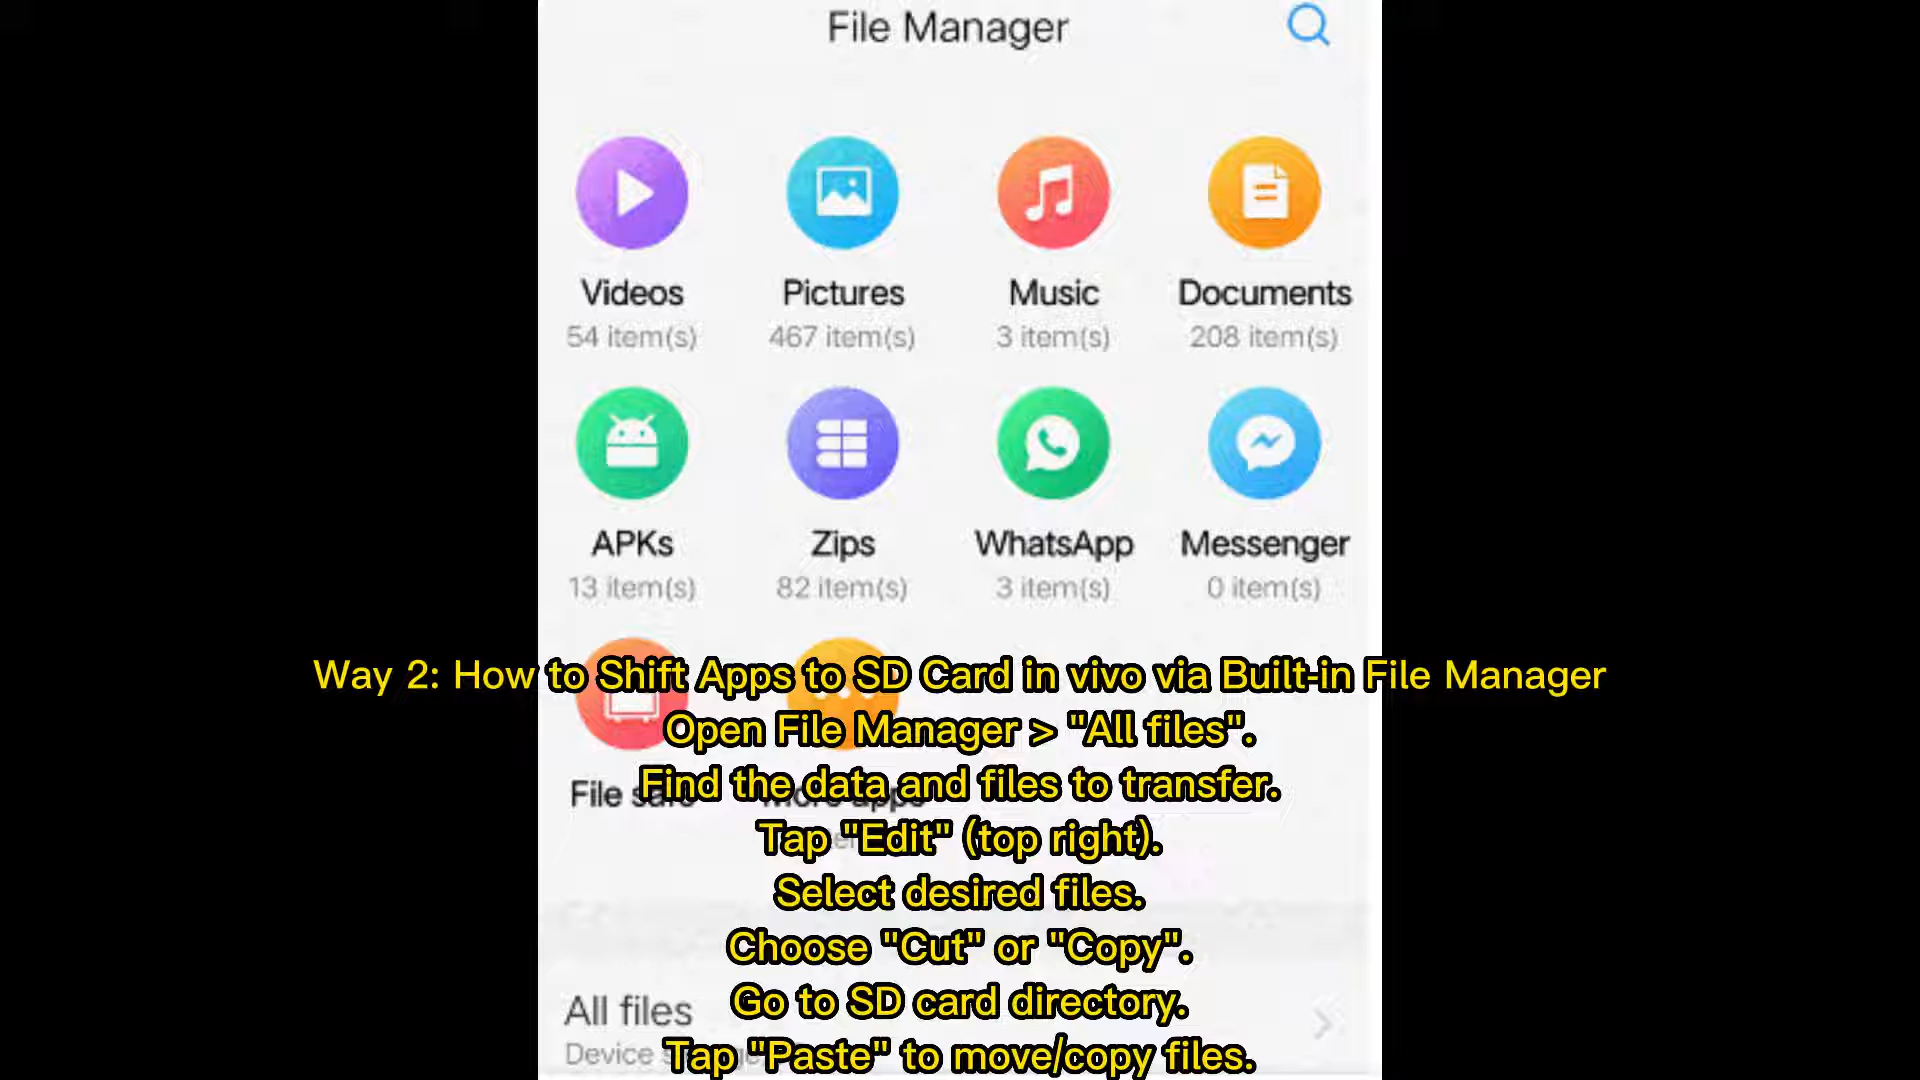 File Manager
Videos Pictures Music Documents
54 item(s) 467 item(s) 3 item(s) 208 item(s)
APKs Zips WhatsApp Messenger
13 item(s) 82 item(s) 3 item(s) 0 item(s)
Way 2: How to Shift Apps to SD Card in vivo via Built-in File Manager
Open File Manager > "All files".
Find the data and files to transfer.
File safe More apps
Tap "Edit" (top right).
Select desired files.
Choose "Cut" or "Copy".
All files
Go to SD card directory.
Device
Tap "Paste" to move/copy files.